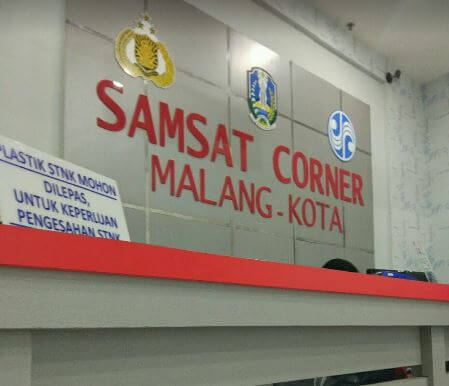 SAMSAT CORNER
MALANG-KOTA
PLASTIK STNK MOHON
DILEPAS,
UNTUK KEPERLUAN
PENGESAHAN STNK